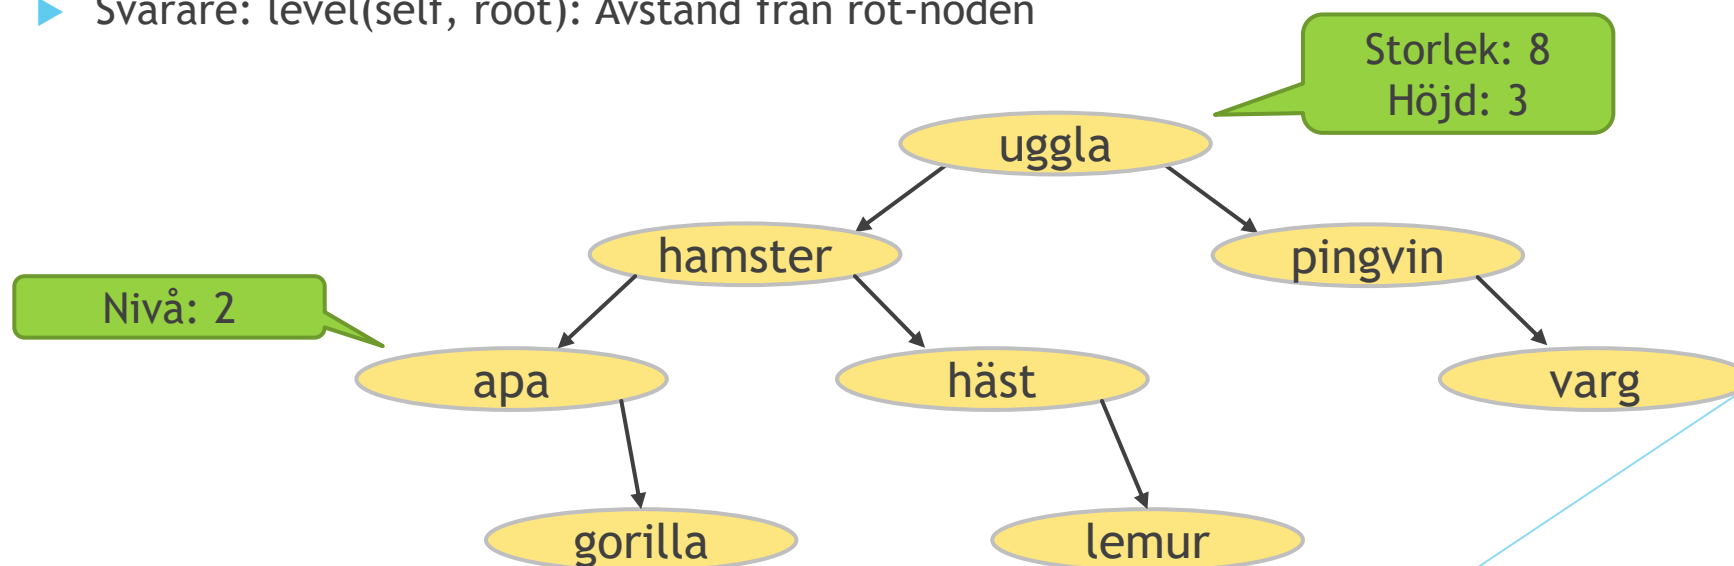 Svårare: level(self, root): Avstånd från rot-noden
Storlek: 8
Höjd: 3
uggla
hamster
pingvin
Nivå: 2
apa
häst
varg
gorilla
lemur